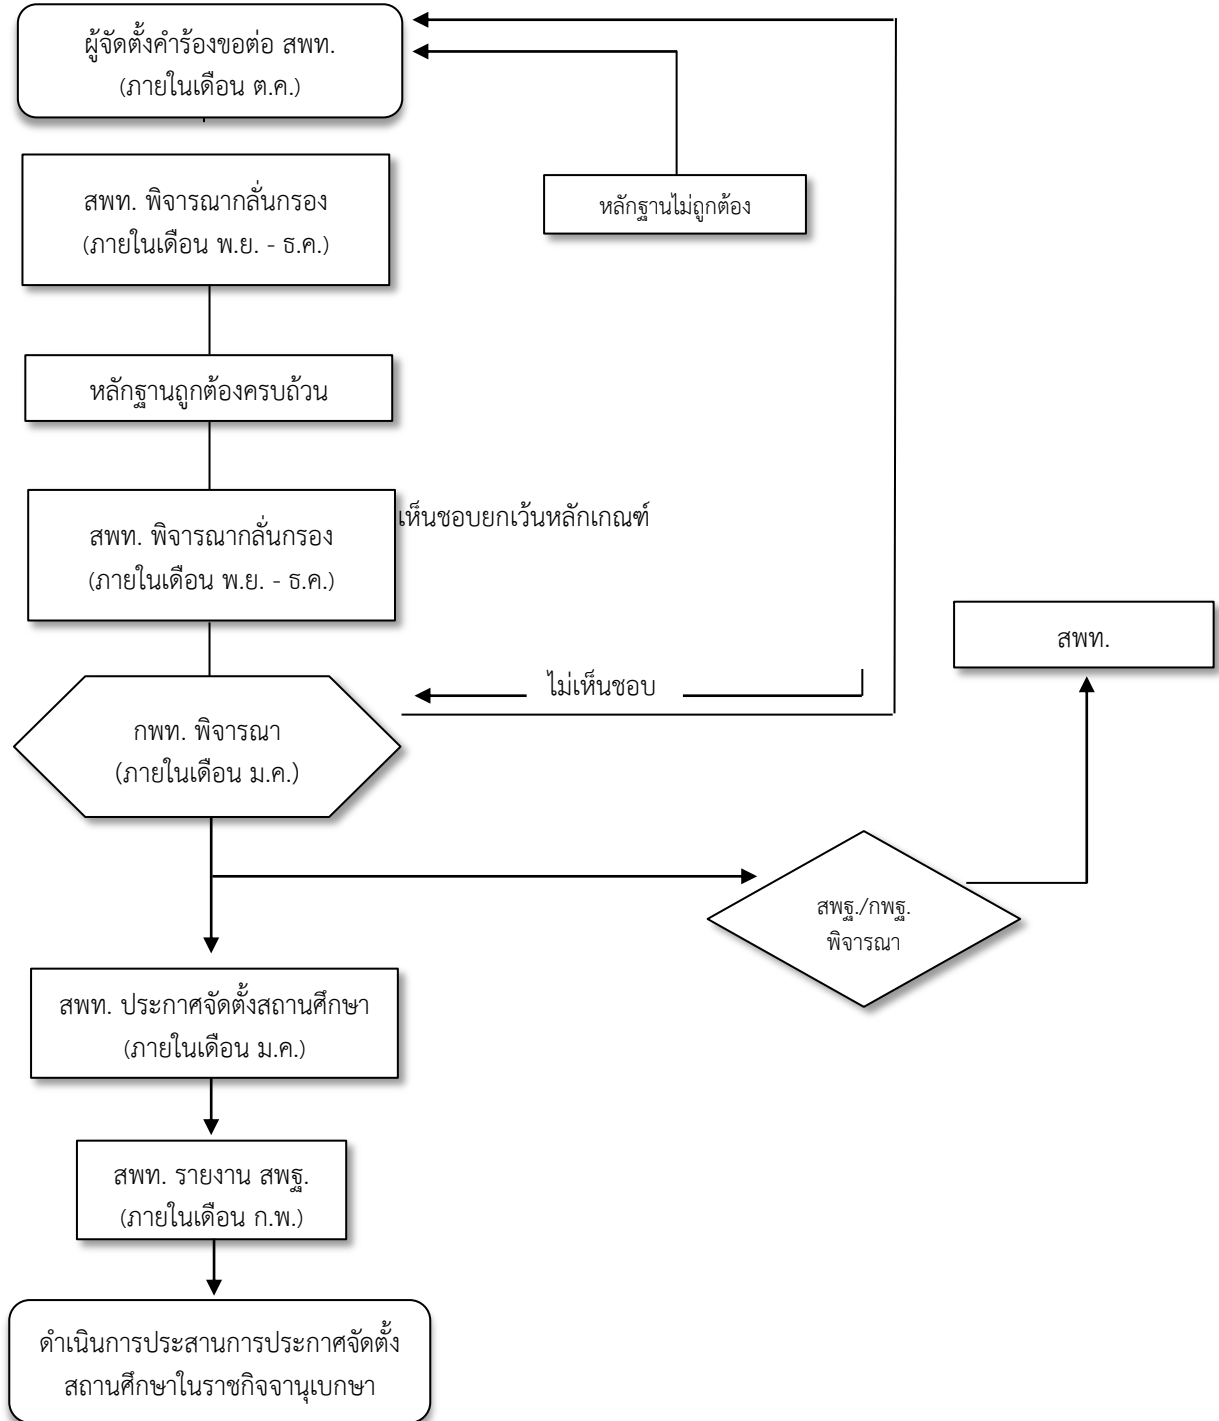 ผู้จัดตั้งคำร้องขอต่อ สพท.
(ภายในเดือน ต.ค.)
สพท. พิจารณากลั่นกรอง
(ภายในเดือน พ.ย. - ธ.ค.)
หลักฐานไม่ถูกต้อง
หลักฐานถูกต้องครบถ้วน
เห็นชอบยกเว้นหลักเกณฑ์
สพท. พิจารณากลั่นกรอง
(ภายในเดือน พ.ย. - ธ.ค.)
สพท.
ไม่เห็นชอบ
กพท. พิจารณา
(ภายในเดือน ม.ค.)
สพฐ./กพฐ.
พิจารณา
สพท. ประกาศจัดตั้งสถานศึกษา
(ภายในเดือน ม.ค.)
สพท. รายงาน สพฐ.
(ภายในเดือน ก.พ.)
ดำเนินการประสานการประกาศจัดตั้ง
สถานศึกษาในราชกิจจานุเบกษา